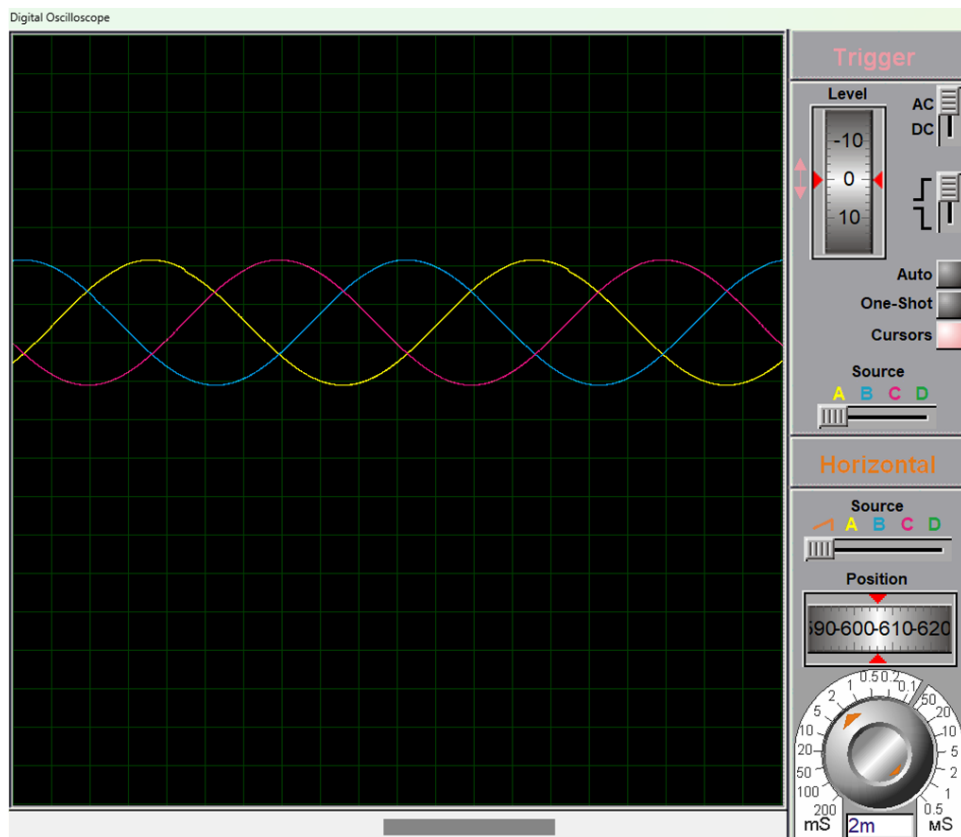 Digital Oscilloscope
Trigger
Level
AC
DC
-10
0
10
Auto
One-Shot
Cursors
Source
A B C D
Horizontal
Source
A B C D
Position
590-600-610-620
0.5 0.2
1 0.1 50
2 20
5 10
10 5
20 2
50 1
100 0.5
200
mS 2m мS